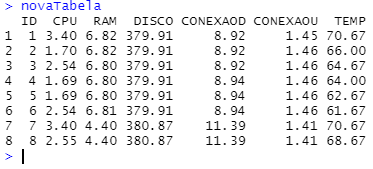 > novaTabela
  ID  CPU  RAM  DISCO CONEXAOD CONEXAOU  TEMP
1  1 3.40 6.82 379.91     8.92     1.45 70.67
2  2 1.70 6.82 379.91     8.92     1.46 66.00
3  3 2.54 6.80 379.91     8.92     1.46 64.67
4  4 1.69 6.80 379.91     8.94     1.46 64.00
5  5 1.69 6.80 379.91     8.94     1.46 62.67
6  6 2.54 6.81 379.91     8.94     1.46 61.67
7  7 3.40 4.40 380.87    11.39     1.41 70.67
8  8 2.55 4.40 380.87    11.39     1.41 68.67
>